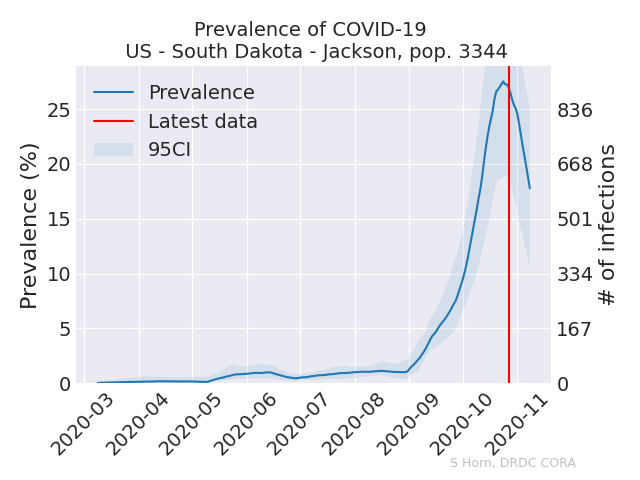 Prevalence of COVID-19
US - South Dakota - Jackson, pop. 3344
Prevalence
Latest data
95CI
Prevalence (%)
25
20
15
10
5
0
# of infections
836
668
501
334
167
0
2020-03
2020-04
2020-05
2020-06
2020-07
2020-08
2020-09
2020-10
2020-11
S Horn, DRDC CORA